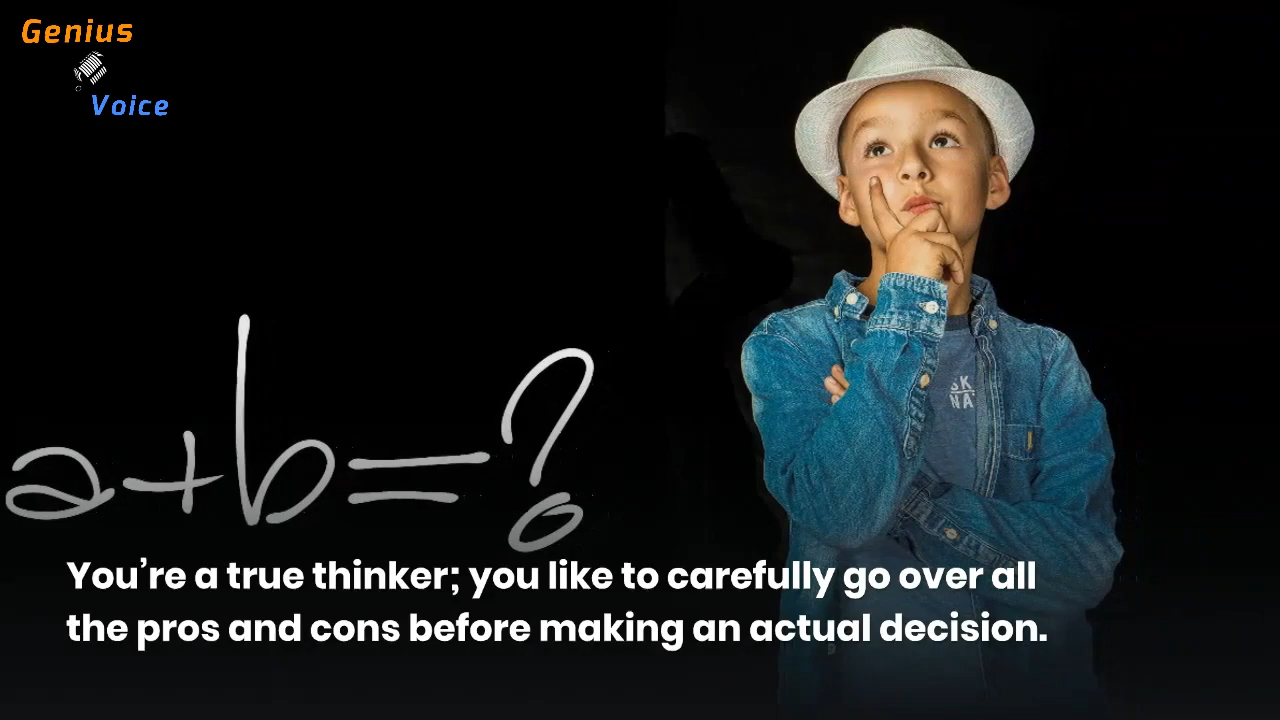 Genius
Voice
a+b=?
SK
NA
You're a true thinker; you like to carefully go over all
the pros and cons before making an actual decision.